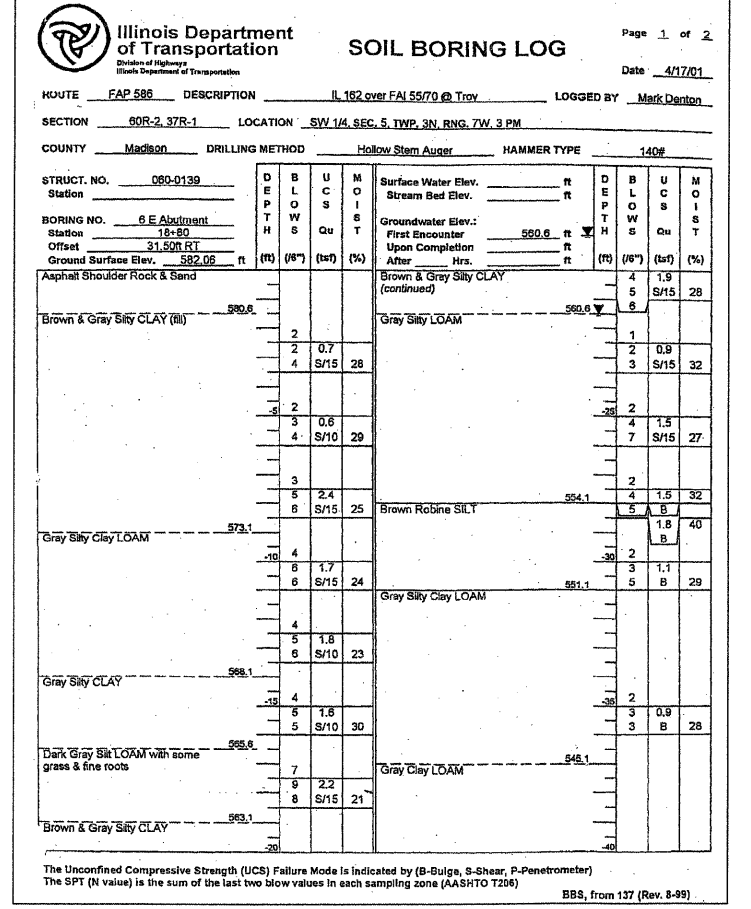 Illinois Department
of Transportation
Division of Highways
Illinois Department of Transportation
SOIL BORING LOG
Page 1 of 2
Date 4/17/01
ROUTE FAP 586 DESCRIPTION IL 162 over FAI 55/70 @ Troy LOGGED BY Mark Denton
SECTION 60R-2, 37R-1 LOCATION SW 1/4, SEC. 5, TWP. 3N, RNG. 7W, 3 PM
COUNTY Madison DRILLING METHOD Hollow Stem Auger HAMMER TYPE 140#
STRUCT. NO. 060-0139
Station
BORING NO. 6 E Abutment
Station 18+80
Offset 31.50ft RT
Ground Surface Elev. 582.06 ft
DEPTH (ft)
BLOWS (/6")
UCS Qu (tsf)
MOIST (%)
Asphalt Shoulder Rock & Sand
580.6
Brown & Gray Silty CLAY (fill)
2
2 0.7
4 S/15 28
-5 2
3 0.6
4 S/10 29
3
5 2.4
6 S/15 25
573.1
Gray Silty Clay LOAM
-10 4
6 1.7
6 S/15 24
4
5 1.8
6 S/10 23
568.1
Gray Silty CLAY
-15 4
5 1.6
5 S/10 30
565.6
Dark Gray Silt LOAM with some
grass & fine roots
7
9 2.2
8 S/15 21
563.1
Brown & Gray Silty CLAY
-20
Surface Water Elev. ft
Stream Bed Elev. ft
Groundwater Elev.:
First Encounter 560.6 ft
Upon Completion ft
After Hrs. ft
DEPTH (ft)
BLOWS (/6")
UCS Qu (tsf)
MOIST (%)
Brown & Gray Silty CLAY
(continued)
4 1.9
5 S/15 28
560.6 6
Gray Silty LOAM
1
2 0.9
3 S/15 32
-25 2
4 1.5
7 S/15 27
2
554.1 4 1.5 32
Brown Robine SILT
5 B
1.8 40
B
-30 2
3 1.1
551.1 5 B 29
Gray Silty Clay LOAM
-35 2
3 0.9
3 B 28
545.1
Gray Clay LOAM
-40
The Unconfined Compressive Strength (UCS) Failure Mode is indicated by (B-Bulge, S-Shear, P-Penetrometer)
The SPT (N value) is the sum of the last two blow values in each sampling zone (AASHTO T206)
BBS, from 137 (Rev. 8-99)